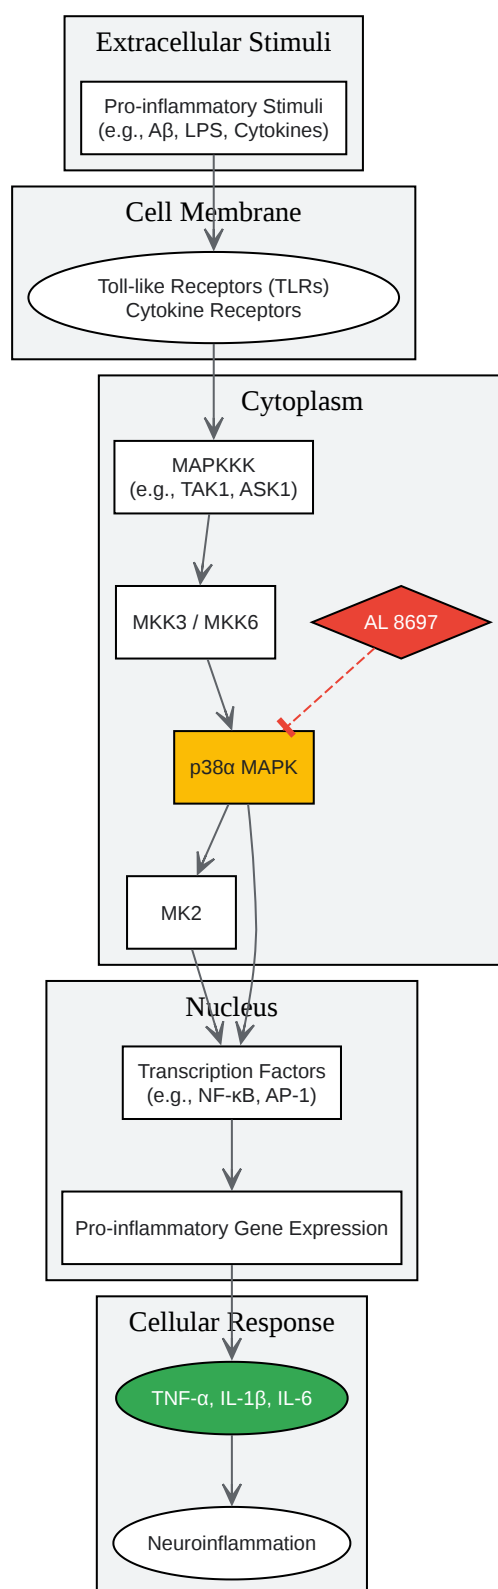 Extracellular Stimuli
Pro-inflammatory Stimuli
(e.g., Aβ, LPS, Cytokines)
Cell Membrane
Toll-like Receptors (TLRs)
Cytokine Receptors
Cytoplasm
MAPKKK
(e.g., TAK1, ASK1)
MKK3 / MKK6
AL 8697
p38α MAPK
MK2
Nucleus
Transcription Factors
(e.g., NF-κB, AP-1)
Pro-inflammatory Gene Expression
Cellular Response
TNF-α, IL-1β, IL-6
Neuroinflammation